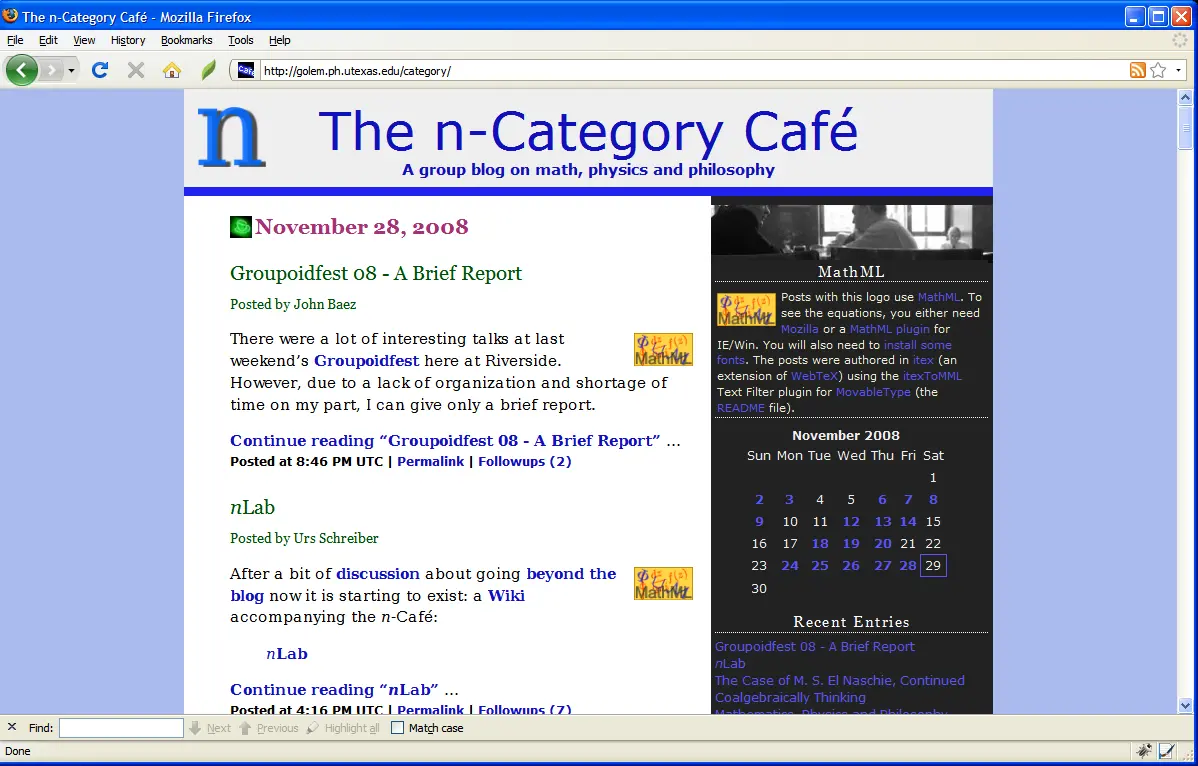 The n-Category Café - Mozilla Firefox
File Edit View History Bookmarks Tools Help
Café http://golem.ph.utexas.edu/category/
n
The n-Category Café
A group blog on math, physics and philosophy
November 28, 2008
Groupoidfest 08 - A Brief Report
Posted by John Baez
There were a lot of interesting talks at last
weekend’s Groupoidfest here at Riverside.
However, due to a lack of organization and shortage of
time on my part, I can give only a brief report.
MathML
Continue reading “Groupoidfest 08 - A Brief Report” ...
Posted at 8:46 PM UTC | Permalink | Followups (2)
nLab
Posted by Urs Schreiber
After a bit of discussion about going beyond the
blog now it is starting to exist: a Wiki
accompanying the n-Café:
MathML
nLab
Continue reading “nLab” ...
Posted at 4:16 PM UTC | Permalink | Followups (7)
MathML
MathML
Posts with this logo use MathML. To
see the equations, you either need
Mozilla or a MathML plugin for
IE/Win. You will also need to install some
fonts. The posts were authored in itex (an
extension of WebTeX) using the itexToMML
Text Filter plugin for MovableType (the
README file).
November 2008
Sun Mon Tue Wed Thu Fri Sat
1
2 3 4 5 6 7 8
9 10 11 12 13 14 15
16 17 18 19 20 21 22
23 24 25 26 27 28 29
30
Recent Entries
Groupoidfest 08 - A Brief Report
nLab
The Case of M. S. El Naschie, Continued
Coalgebraically Thinking
Mathematics, Physics and Philosophy
Find: Next Previous Highlight all Match case
Done